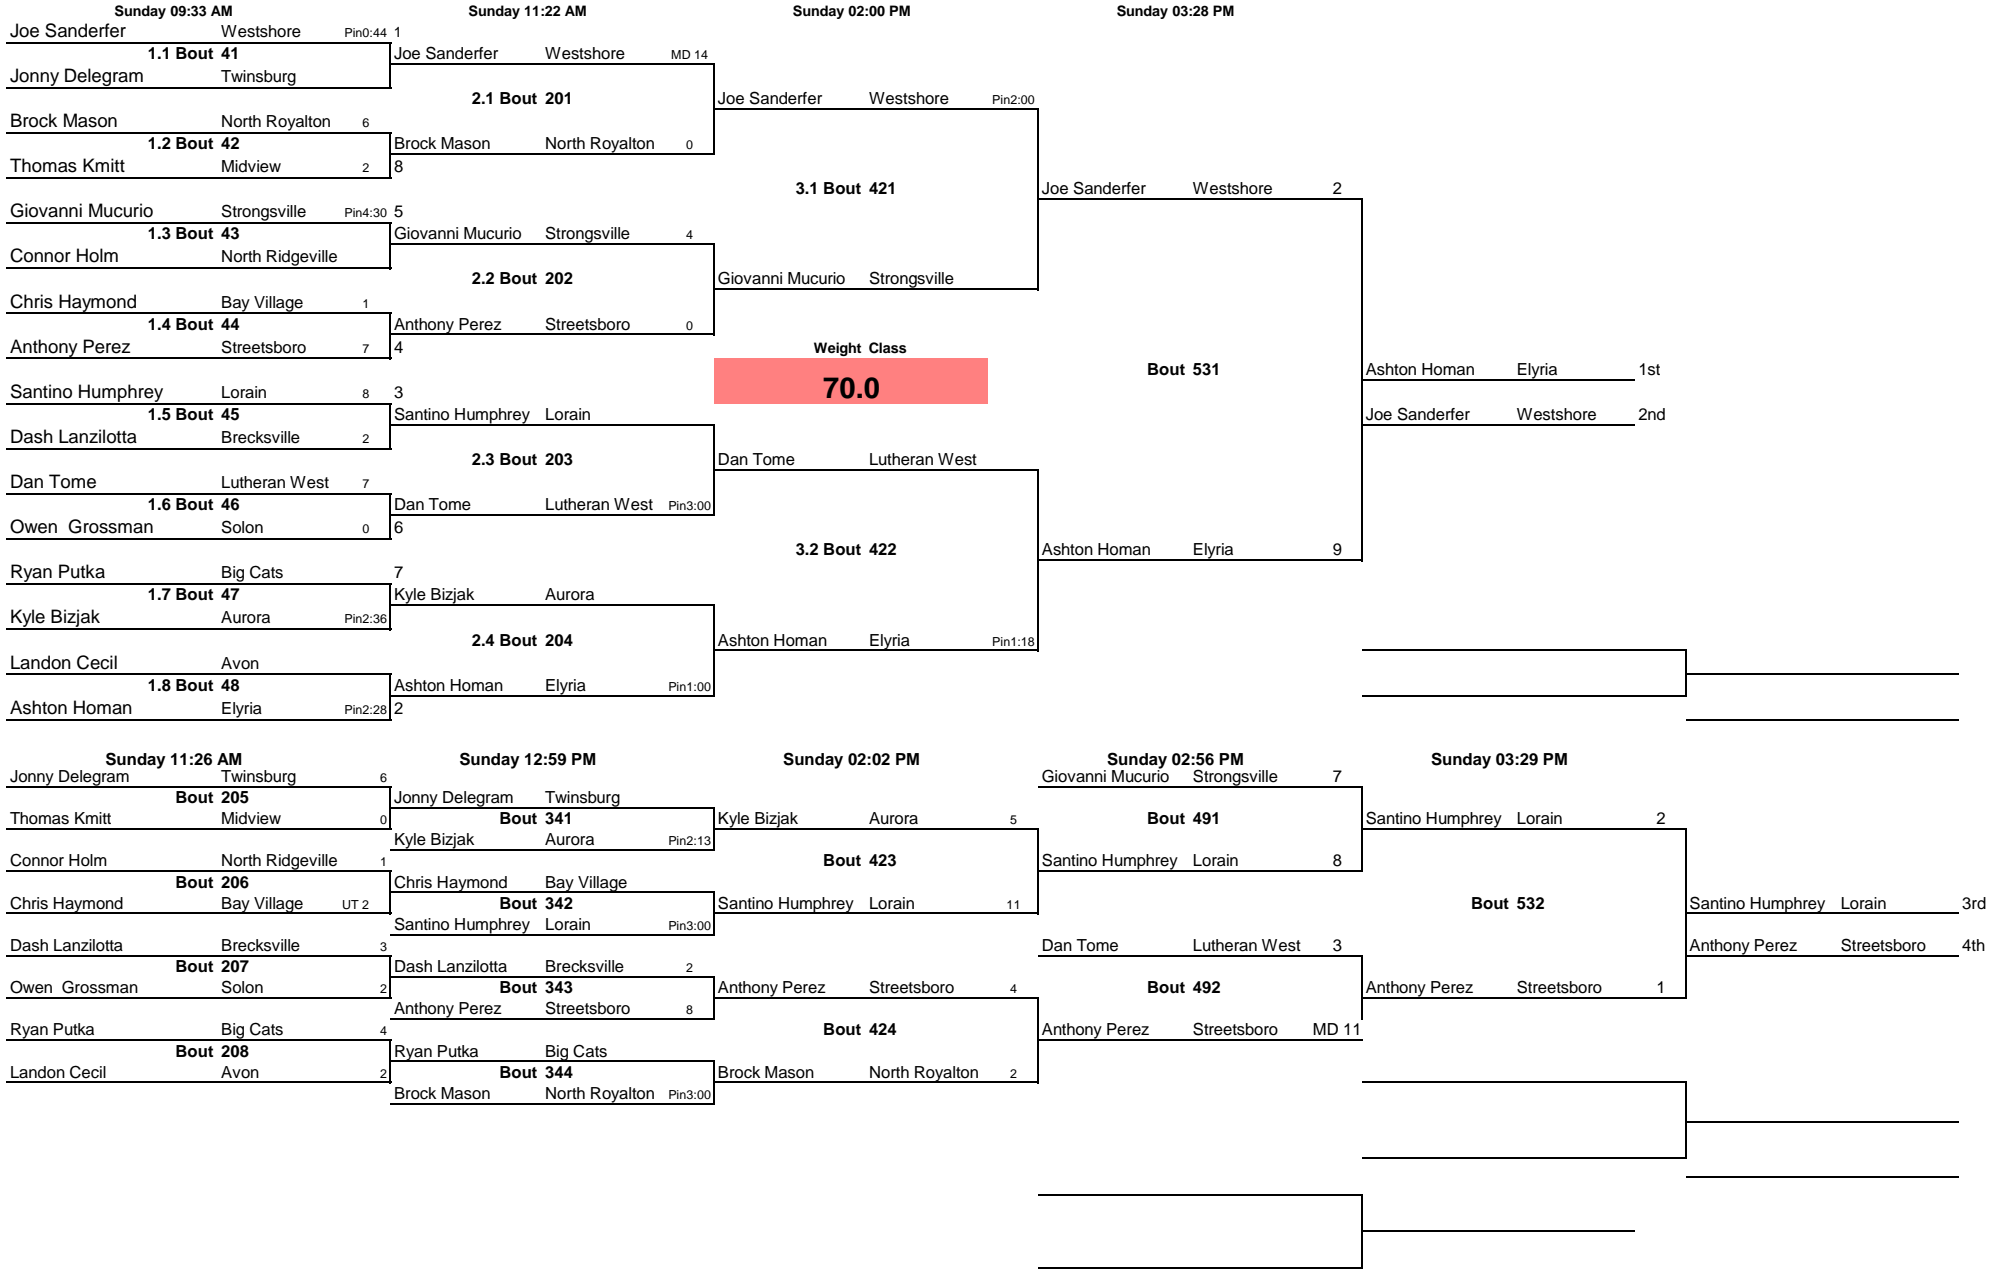 Sunday 09:33 AM Sunday 11:22 AM Sunday 02:00 PM Sunday 03:28 PM
Joe Sanderfer Westshore Pin0:44 1
1.1 Bout 41 Joe Sanderfer Westshore MD 14
Jonny Delegram Twinsburg
2.1 Bout 201 Joe Sanderfer Westshore Pin2:00
Brock Mason North Royalton 6
1.2 Bout 42 Brock Mason North Royalton 0
Thomas Kmitt Midview 2 8
3.1 Bout 421 Joe Sanderfer Westshore 2
Giovanni Mucurio Strongsville Pin4:30 5
1.3 Bout 43 Giovanni Mucurio Strongsville 4
Connor Holm North Ridgeville
2.2 Bout 202 Giovanni Mucurio Strongsville
Chris Haymond Bay Village 1
1.4 Bout 44 Anthony Perez Streetsboro 0
Anthony Perez Streetsboro 7 4 Weight Class
Bout 531 Ashton Homan Elyria 1st
Santino Humphrey Lorain 8 3 70.0
1.5 Bout 45 Santino Humphrey Lorain Joe Sanderfer Westshore 2nd
Dash Lanzilotta Brecksville 2
2.3 Bout 203 Dan Tome Lutheran West
Dan Tome Lutheran West 7
1.6 Bout 46 Dan Tome Lutheran West Pin3:00
Owen Grossman Solon 0 6
3.2 Bout 422 Ashton Homan Elyria 9
Ryan Putka Big Cats 7
1.7 Bout 47 Kyle Bizjak Aurora
Kyle Bizjak Aurora Pin2:36
2.4 Bout 204 Ashton Homan Elyria Pin1:18
Landon Cecil Avon
1.8 Bout 48 Ashton Homan Elyria Pin1:00
Ashton Homan Elyria Pin2:28 2
Sunday 11:26 AM Sunday 12:59 PM Sunday 02:02 PM Sunday 02:56 PM Sunday 03:29 PM
Jonny Delegram Twinsburg 6 Giovanni Mucurio Strongsville 7
Bout 205 Jonny Delegram Twinsburg
Thomas Kmitt Midview 0 Bout 341 Kyle Bizjak Aurora 5 Bout 491 Santino Humphrey Lorain 2
Kyle Bizjak Aurora Pin2:13
Connor Holm North Ridgeville 1 Bout 423 Santino Humphrey Lorain 8
Bout 206 Chris Haymond Bay Village
Chris Haymond Bay Village UT 2 Bout 342 Santino Humphrey Lorain 11 Bout 532 Santino Humphrey Lorain 3rd
Santino Humphrey Lorain Pin3:00
Dash Lanzilotta Brecksville 3 Dan Tome Lutheran West 3 Anthony Perez Streetsboro 4th
Bout 207 Dash Lanzilotta Brecksville 2
Owen Grossman Solon 2 Bout 343 Anthony Perez Streetsboro 4 Bout 492 Anthony Perez Streetsboro 1
Anthony Perez Streetsboro 8
Ryan Putka Big Cats 4 Bout 424 Anthony Perez Streetsboro MD 11
Bout 208 Ryan Putka Big Cats
Landon Cecil Avon 2 Bout 344 Brock Mason North Royalton 2
Brock Mason North Royalton Pin3:00